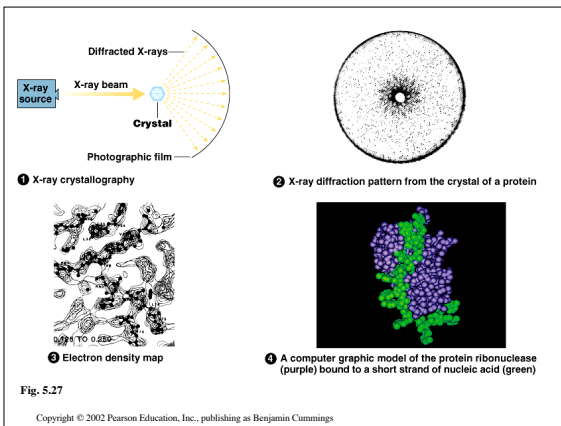 Diffracted X-rays
X-ray
source
X-ray beam
Crystal
Photographic film
1 X-ray crystallography
2 X-ray diffraction pattern from the crystal of a protein
0.125 TO 0.250
3 Electron density map
4 A computer graphic model of the protein ribonuclease
(purple) bound to a short strand of nucleic acid (green)
Fig. 5.27
Copyright © 2002 Pearson Education, Inc., publishing as Benjamin Cummings